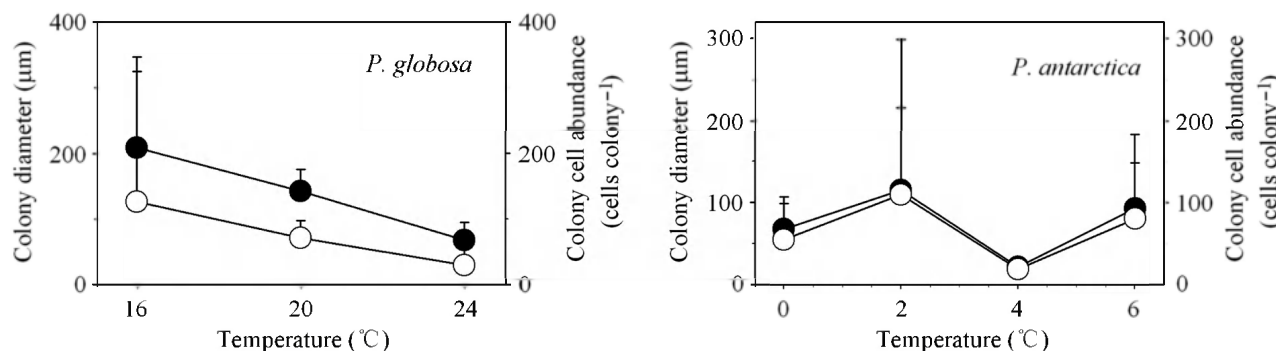 Colony diameter (μm)
400
200
0
P. globosa
400
200
0
Colony cell abundance
(cells colony⁻¹)
16
20
24
Temperature (℃)
Colony diameter (μm)
300
200
100
0
P. antarctica
300
200
100
0
Colony cell abundance
(cells colony⁻¹)
0
2
4
6
Temperature (℃)